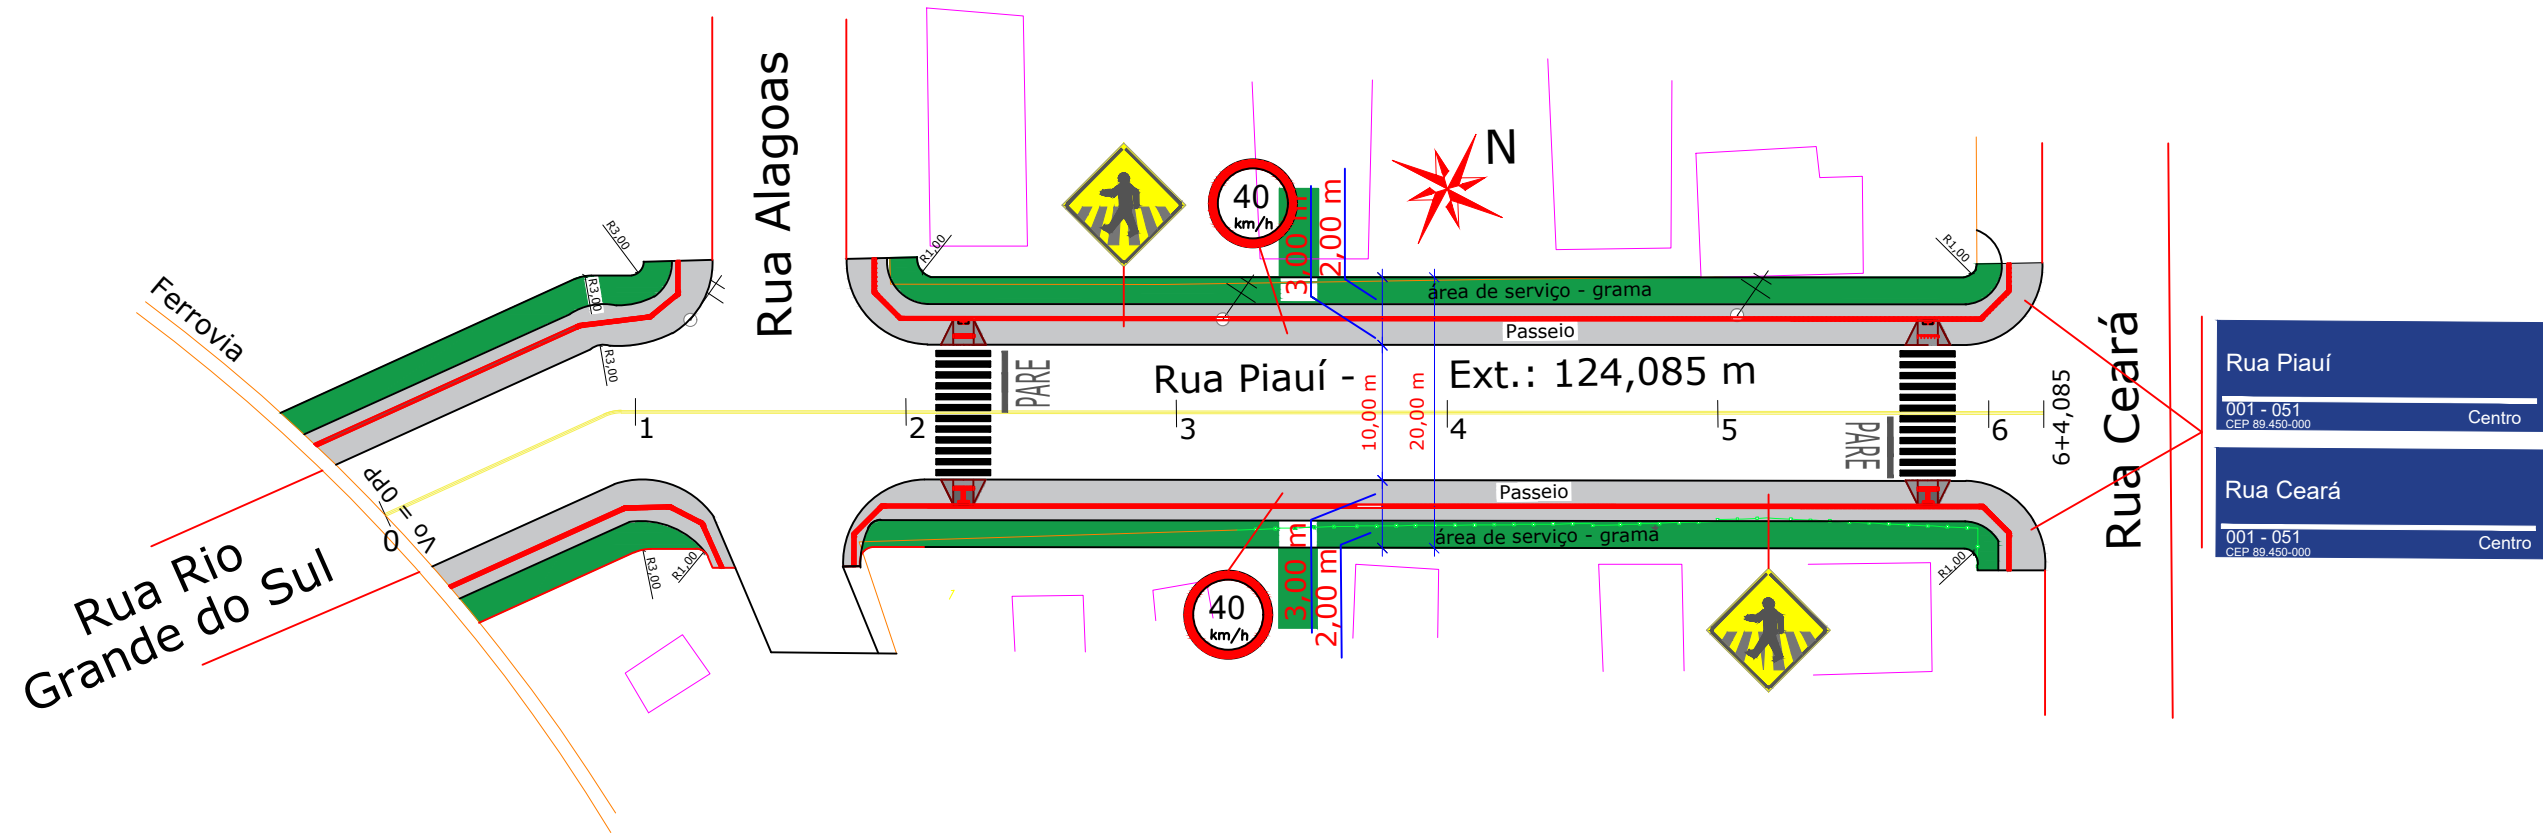 Rua Alagoas
N
40
km/h
3,00 m
2,00 m
R3,00
R1,00
R1,00
Ferrovia
R3,00
área de serviço - grama
Passeio
R3,00
PARE
Rua Piauí -
10,00 m
20,00 m
Ext.: 124,085 m
6+4,085
Rua Ceará
Rua Piauí
001 - 051
CEP 89.450-000
Centro
1
2
3
4
5
6
PARE
Vo = 0PP
0
Rua Ceará
001 - 051
CEP 89.450-000
Centro
Passeio
área de serviço - grama
R3,00
R1,00
R1,00
Rua Rio
Grande do Sul
40
km/h
3,00 m
2,00 m